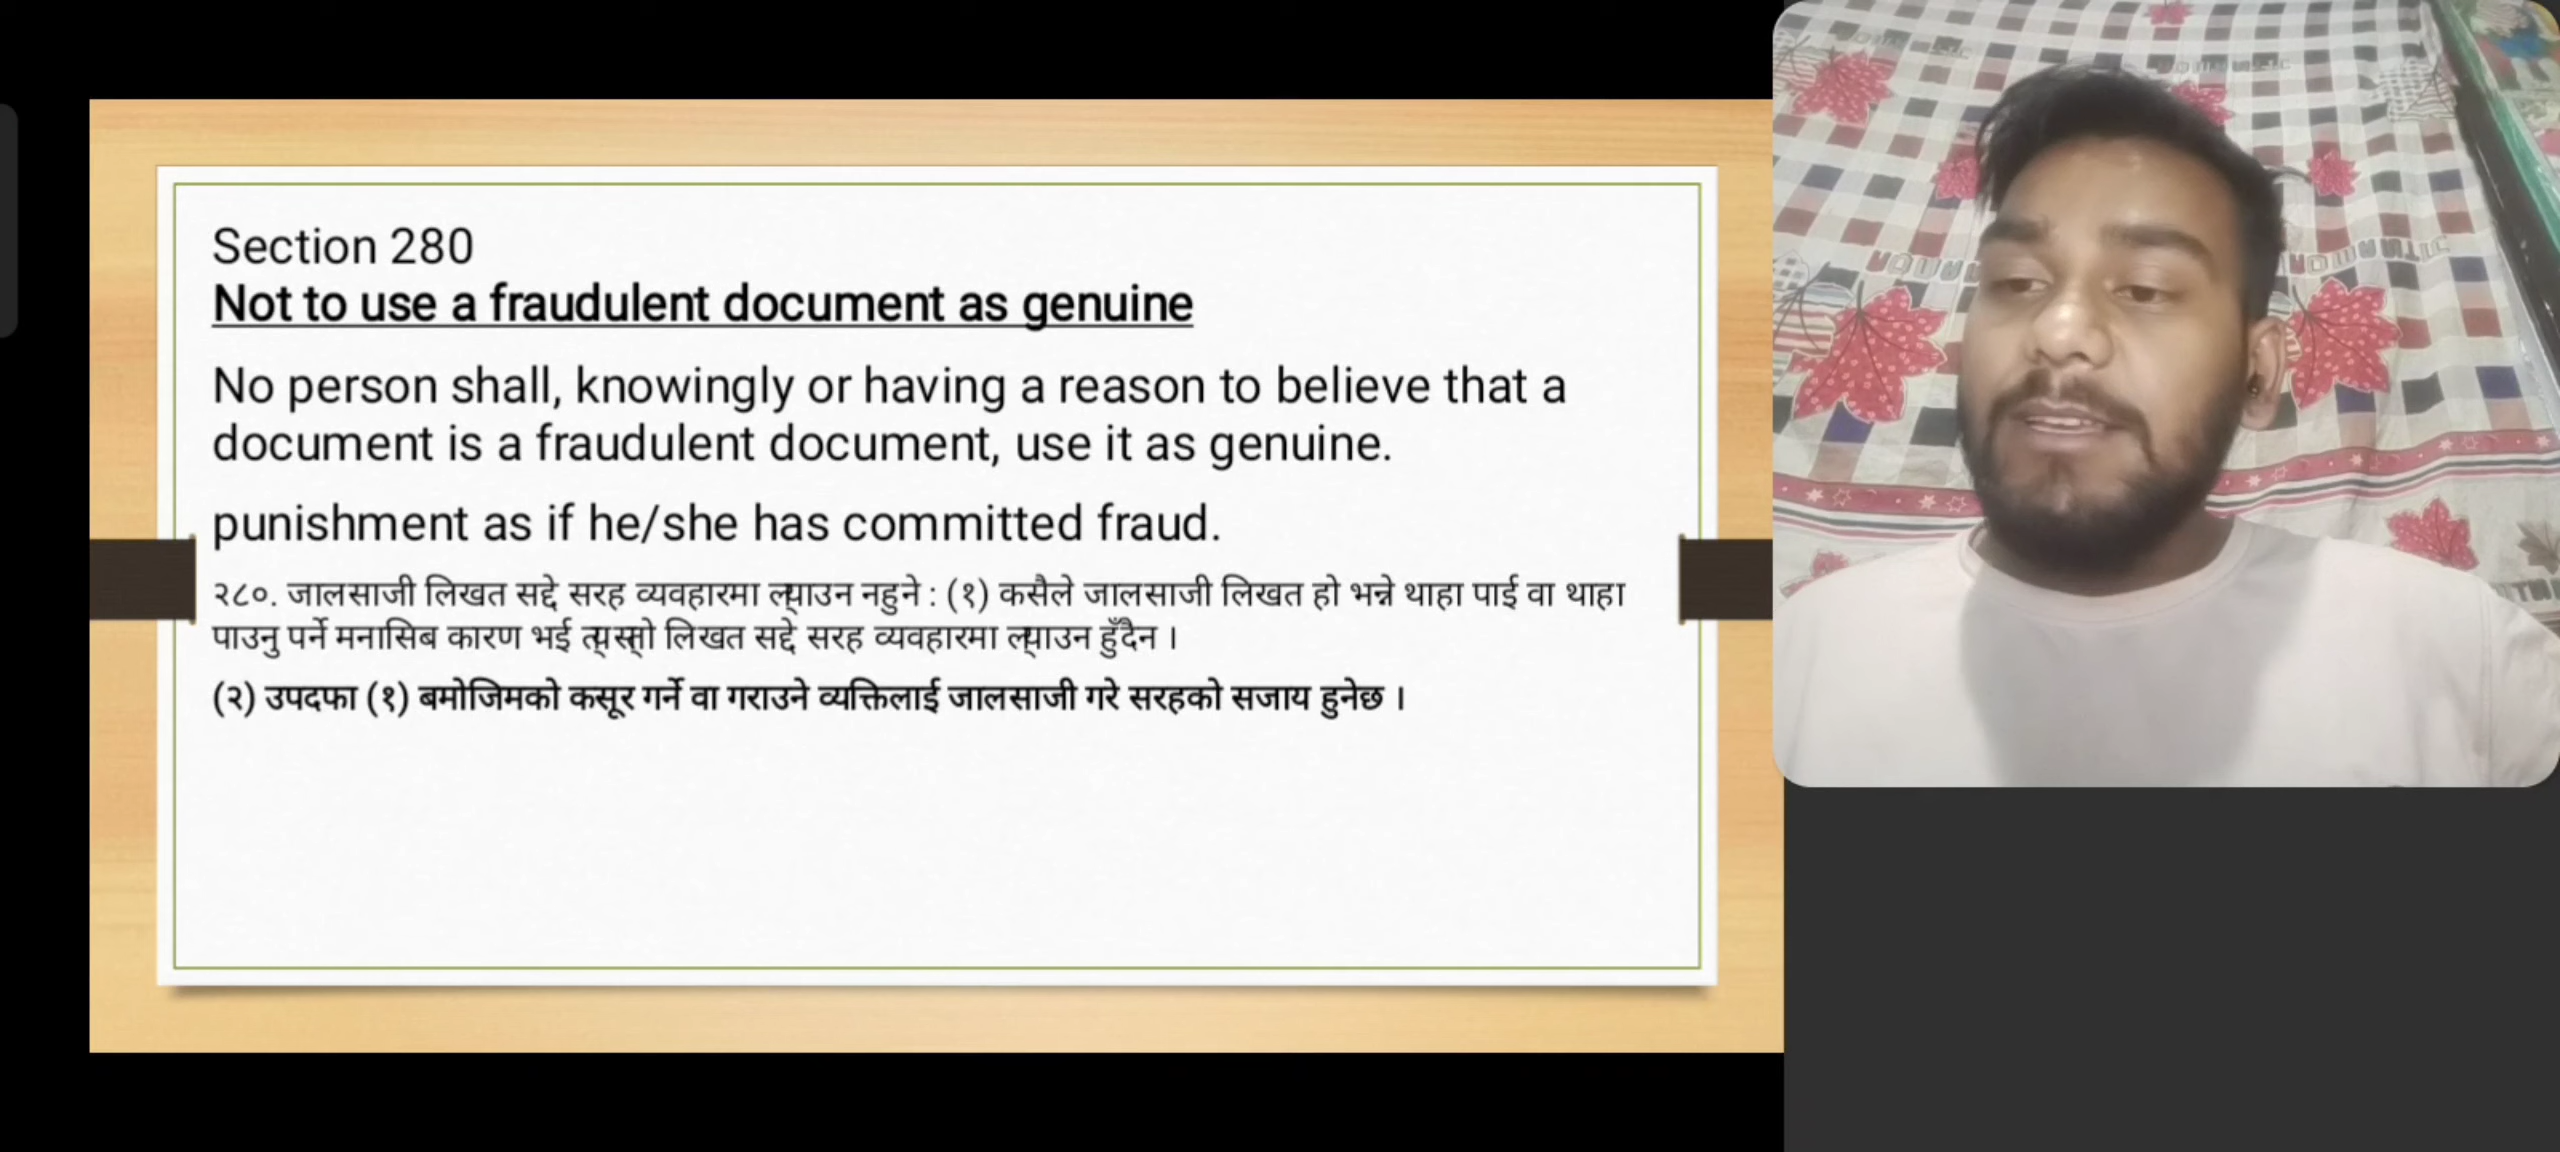 Section 280
Not to use a fraudulent document as genuine
No person shall, knowingly or having a reason to believe that a
document is a fraudulent document, use it as genuine.
punishment as if he/she has committed fraud.
२८०. जालसाजी लिखत सद्दे सरह व्यवहारमा ल्याउन नहुने : (१) कसैले जालसाजी लिखत हो भन्ने थाहा पाई वा थाहा
पाउनु पर्ने मनासिब कारण भई त्यस्तो लिखत सद्दे सरह व्यवहारमा ल्याउन हुँदैन ।
(२) उपदफा (१) बमोजिमको कसूर गर्ने वा गराउने व्यक्तिलाई जालसाजी गरे सरहको सजाय हुनेछ ।